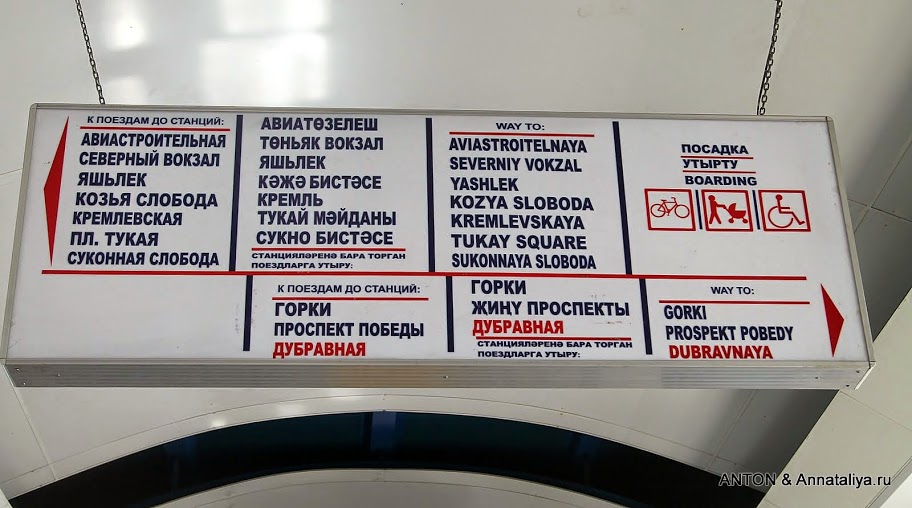 К ПОЕЗДАМ ДО СТАНЦИЙ:
АВИАСТРОИТЕЛЬНАЯ
СЕВЕРНЫЙ ВОКЗАЛ
ЯШЬЛЕК
КОЗЬЯ СЛОБОДА
КРЕМЛЕВСКАЯ
ПЛ. ТУКАЯ
СУКОННАЯ СЛОБОДА
АВИАТӨЗЕЛЕШ
ТӨНЬЯК ВОКЗАЛ
ЯШЬЛЕК
КӘҖӘ БИСТӘСЕ
КРЕМЛЬ
ТУКАЙ МӘЙДАНЫ
СУКНО БИСТӘСЕ
СТАНЦИЯЛӘРЕНӘ БАРА ТОРГАН
ПОЕЗДЛАРГА УТЫРУ:
WAY TO:
AVIASTROITELNAYA
SEVERNIY VOKZAL
YASHLEK
KOZYA SLOBODA
KREMLEVSKAYA
TUKAY SQUARE
SUKONNAYA SLOBODA
ПОСАДКА
УТЫРТУ
BOARDING
К ПОЕЗДАМ ДО СТАНЦИЙ:
ГОРКИ
ПРОСПЕКТ ПОБЕДЫ
ДУБРАВНАЯ
ГОРКИ
ҖИҢҮ ПРОСПЕКТЫ
ДУБРАВНАЯ
СТАНЦИЯЛӘРЕНӘ БАРА ТОРГАН
ПОЕЗДЛАРГА УТЫРУ:
WAY TO:
GORKI
PROSPEKT POBEDY
DUBRAVNAYA
ANTON & Annataliya.ru